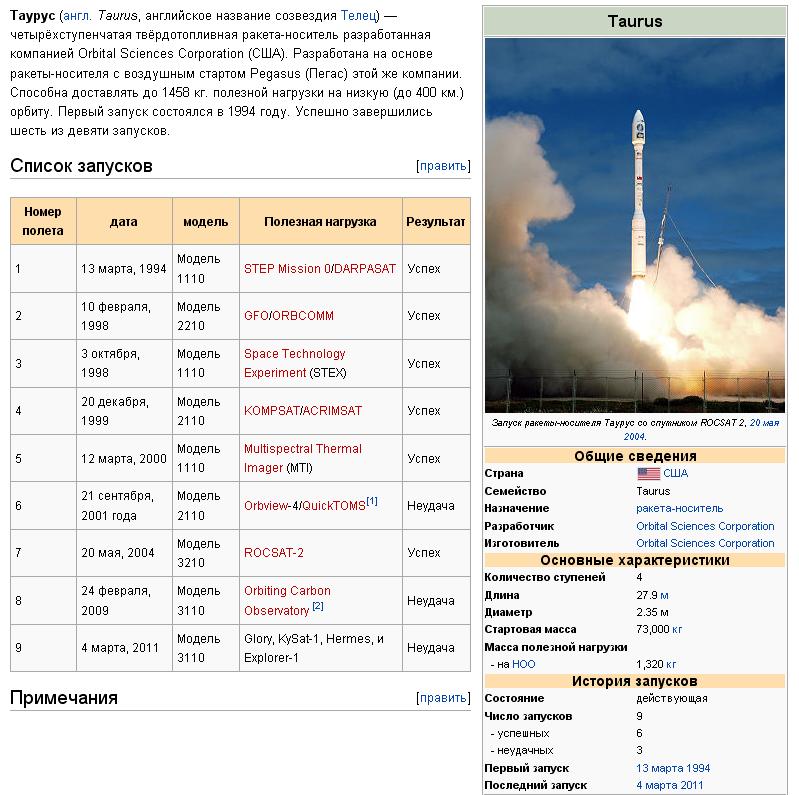 Таурус (англ. Taurus, английское название созвездия Телец) —
четырёхступенчатая твёрдотопливная ракета-носитель разработанная
компанией Orbital Sciences Corporation (США). Разработана на основе
ракеты-носителя с воздушным стартом Pegasus (Пегас) этой же компании.
Способна доставлять до 1458 кг. полезной нагрузки на низкую (до 400 км.)
орбиту. Первый запуск состоялся в 1994 году. Успешно завершились
шесть из девяти запусков.
Список запусков [править]
Номер полета дата модель Полезная нагрузка Результат
1 13 марта, 1994 Модель 1110 STEP Mission 0/DARPASAT Успех
2 10 февраля, 1998 Модель 2210 GFO/ORBCOMM Успех
3 3 октября, 1998 Модель 1110 Space Technology Experiment (STEX) Успех
4 20 декабря, 1999 Модель 2110 KOMPSAT/ACRIMSAT Успех
5 12 марта, 2000 Модель 1110 Multispectral Thermal Imager (MTI) Успех
6 21 сентября, 2001 года Модель 2110 Orbview-4/QuickTOMS[1] Неудача
7 20 мая, 2004 Модель 3210 ROCSAT-2 Успех
8 24 февраля, 2009 Модель 3110 Orbiting Carbon Observatory [2] Неудача
9 4 марта, 2011 Модель 3110 Glory, KySat-1, Hermes, и Explorer-1 Неудача
Примечания [править]
Taurus
Запуск ракеты-носителя Таурус со спутником ROCSAT 2, 20 мая
2004.
Общие сведения
Страна США
Семейство Taurus
Назначение ракета-носитель
Разработчик Orbital Sciences Corporation
Изготовитель Orbital Sciences Corporation
Основные характеристики
Количество ступеней 4
Длина 27.9 м
Диаметр 2.35 м
Стартовая масса 73,000 кг
Масса полезной нагрузки
- на НОО 1,320 кг
История запусков
Состояние действующая
Число запусков 9
- успешных 6
- неудачных 3
Первый запуск 13 марта 1994
Последний запуск 4 марта 2011